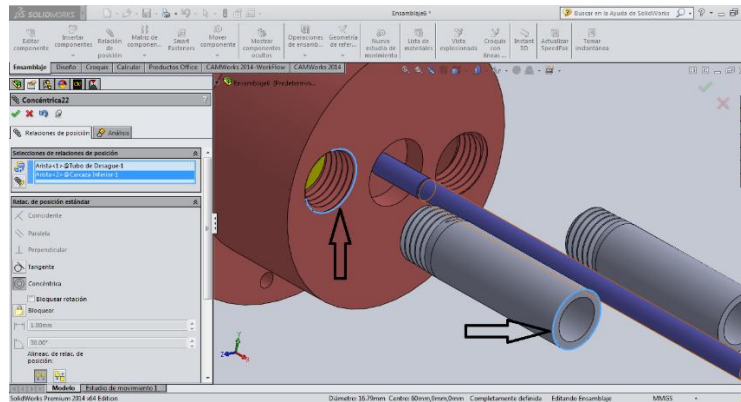 SOLIDWORKS
Ensamblaje6 *
Buscar en la Ayuda de SolidWorks
Editar componente
Insertar componentes
Relación de posición
Matriz de componen...
Smart Fasteners
Mover componente
Mostrar componentes ocultos
Operaciones de ensamb...
Geometría de refer...
Nuevo estudio de movimiento
Lista de materiales
Vista explosionada
Croquis con líneas ...
Instant 3D
Actualizar SpeedPak
Tomar instantánea
Ensamblaje Diseño Croquis Calcular Productos Office CAMWorks 2014-WorkFlow CAMWorks 2014
Ensamblaje6 (Predetermin...
Concéntrica22
Relaciones de posición Análisis
Selecciones de relaciones de posición
Arista<1>@Tubo de Desague-1
Arista<2>@Carcaza Inferior-1
Relac. de posición estándar
Coincidente
Paralela
Perpendicular
Tangente
Concéntrica
Bloquear rotación
Bloquear
1.00mm
30.00°
Alineac. de relac. de posición:
Y
Z
Modelo Estudio de movimiento 1
SolidWorks Premium 2014 x64 Edition
Diámetro: 16.79mm Centro: 60mm,0mm,0mm Completamente definida Editando Ensamblaje MMGS